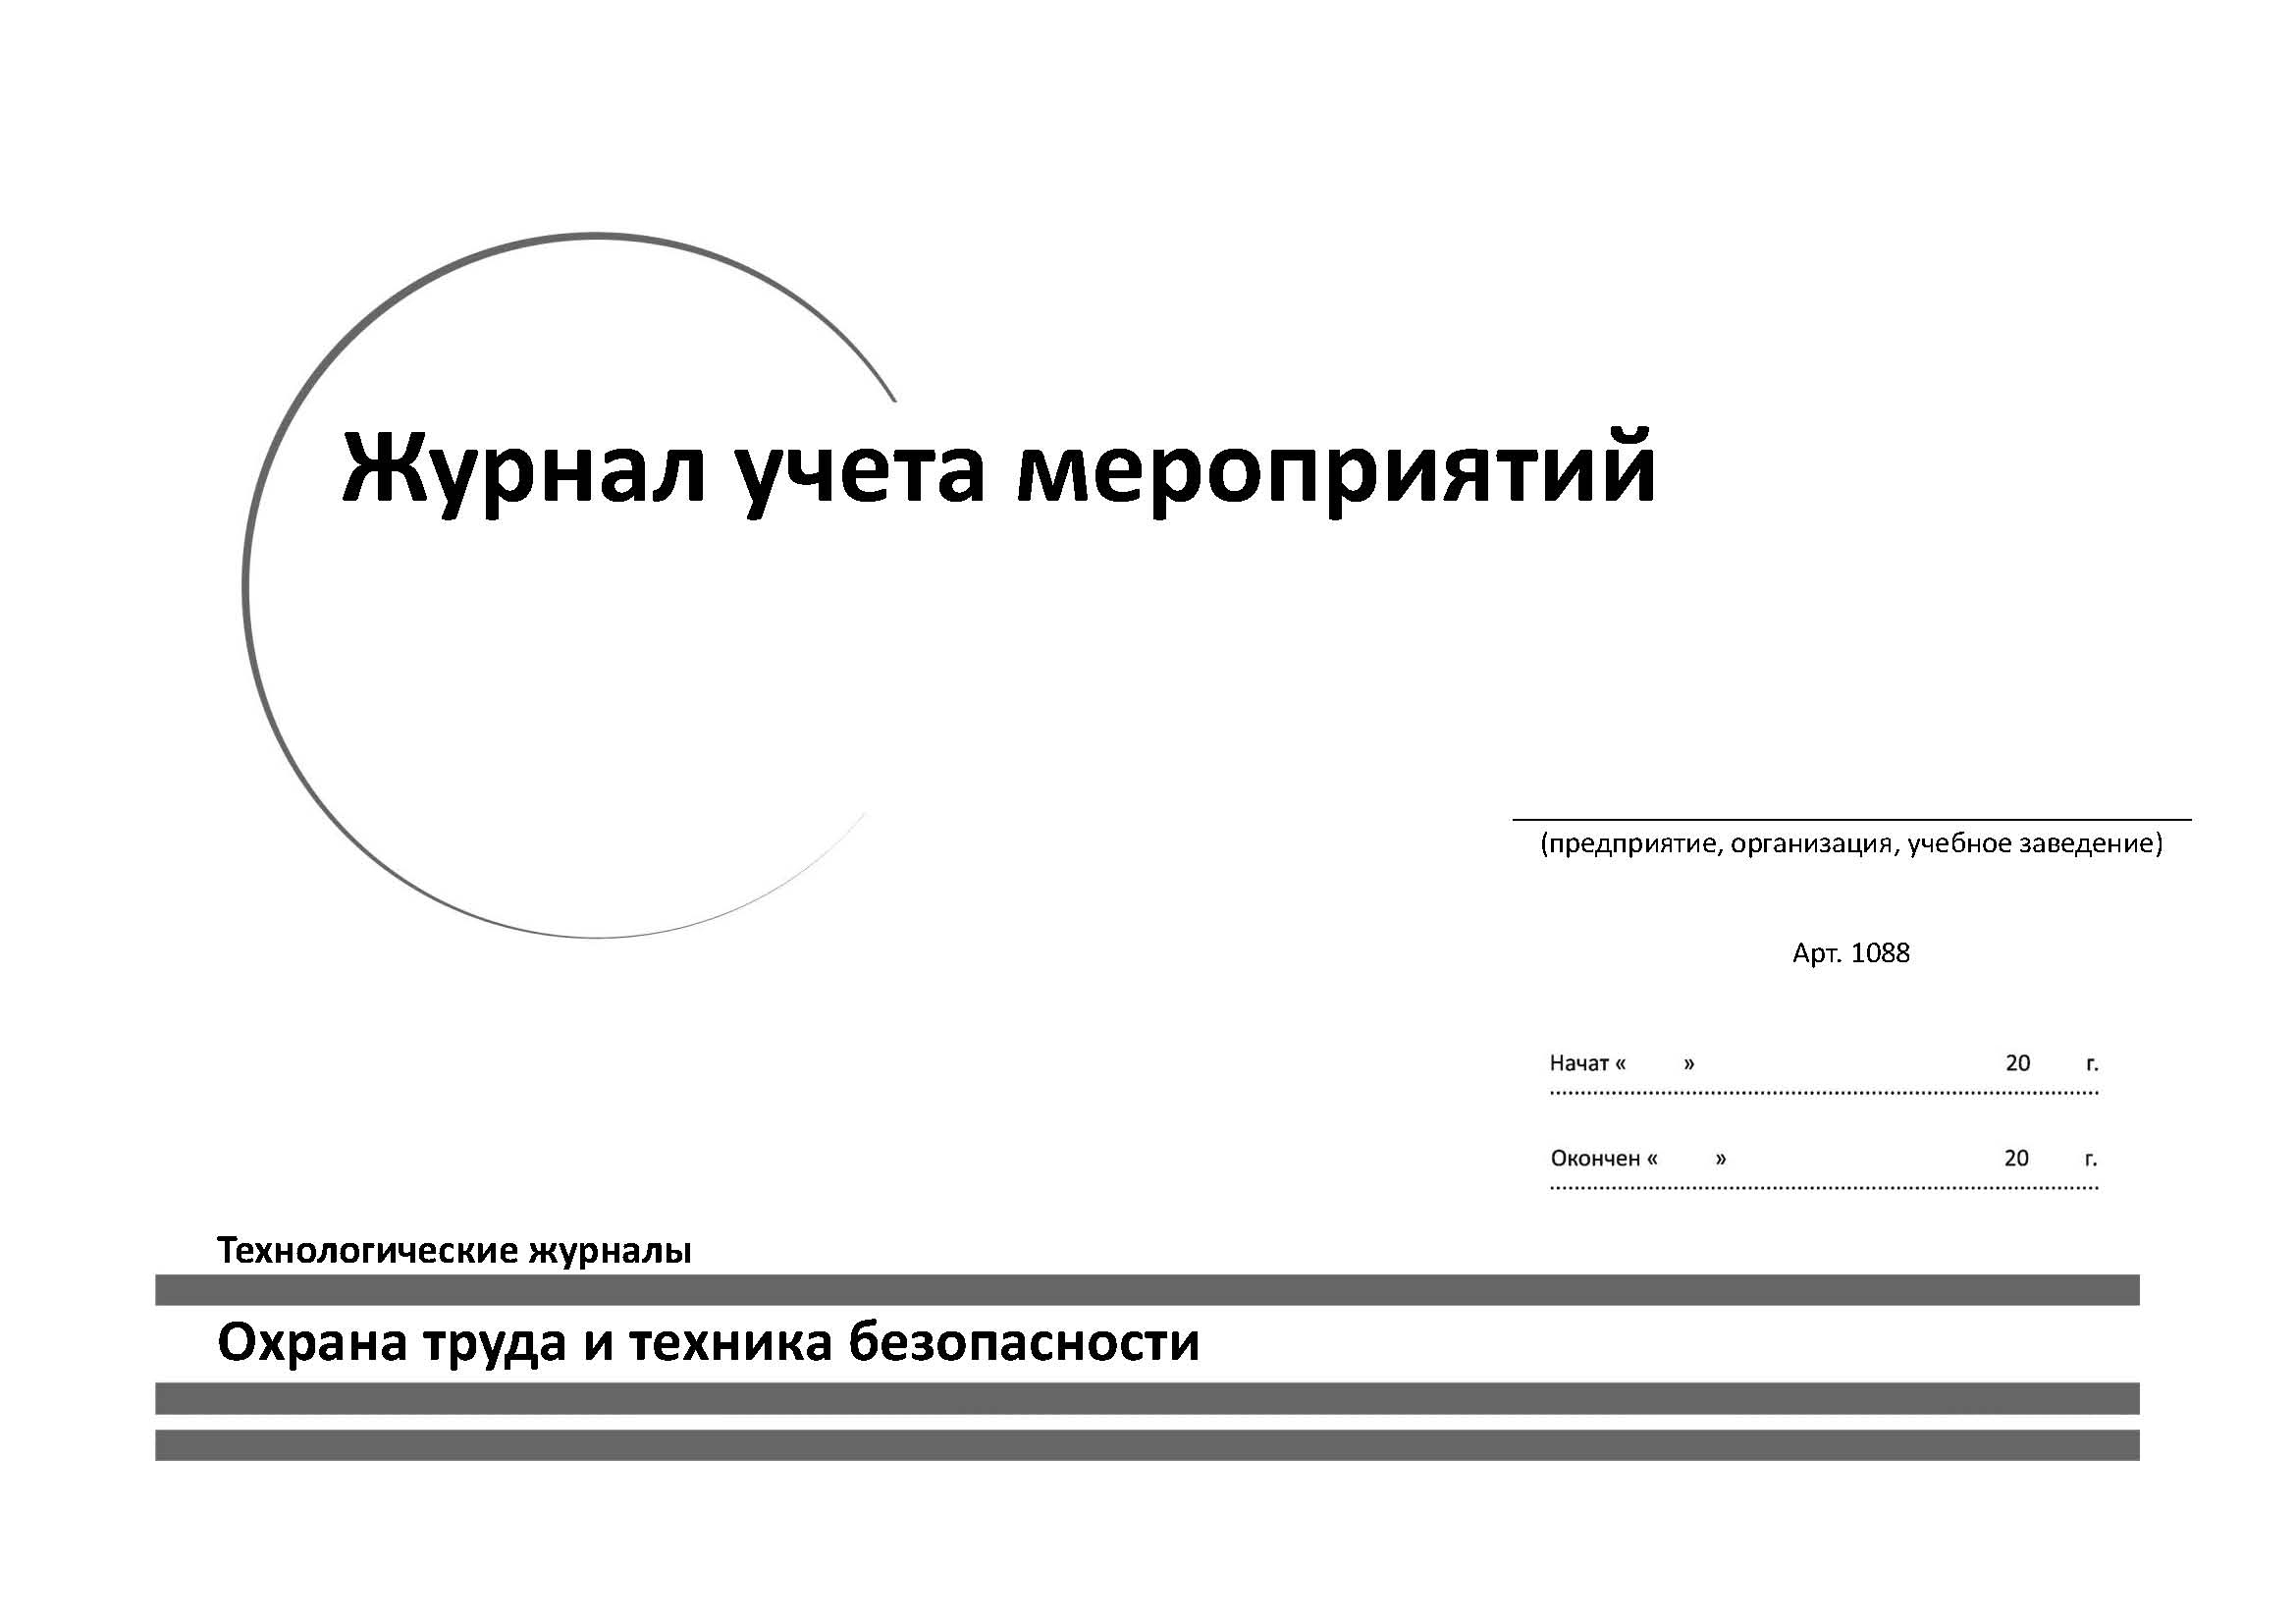 Журнал учета мероприятий
(предприятие, организация, учебное заведение)
Арт. 1088
Начат « » 20 г.
Окончен « » 20 г.
Технологические журналы
Охрана труда и техника безопасности